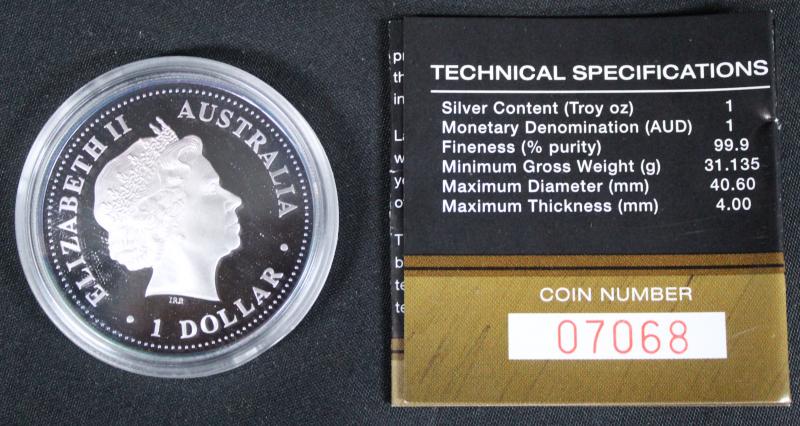 ELIZABETH II
AUSTRALIA
• 1 DOLLAR •
IRB
TECHNICAL SPECIFICATIONS
Silver Content (Troy oz) 1
Monetary Denomination (AUD) 1
Fineness (% purity) 99.9
Minimum Gross Weight (g) 31.135
Maximum Diameter (mm) 40.60
Maximum Thickness (mm) 4.00
COIN NUMBER
07068